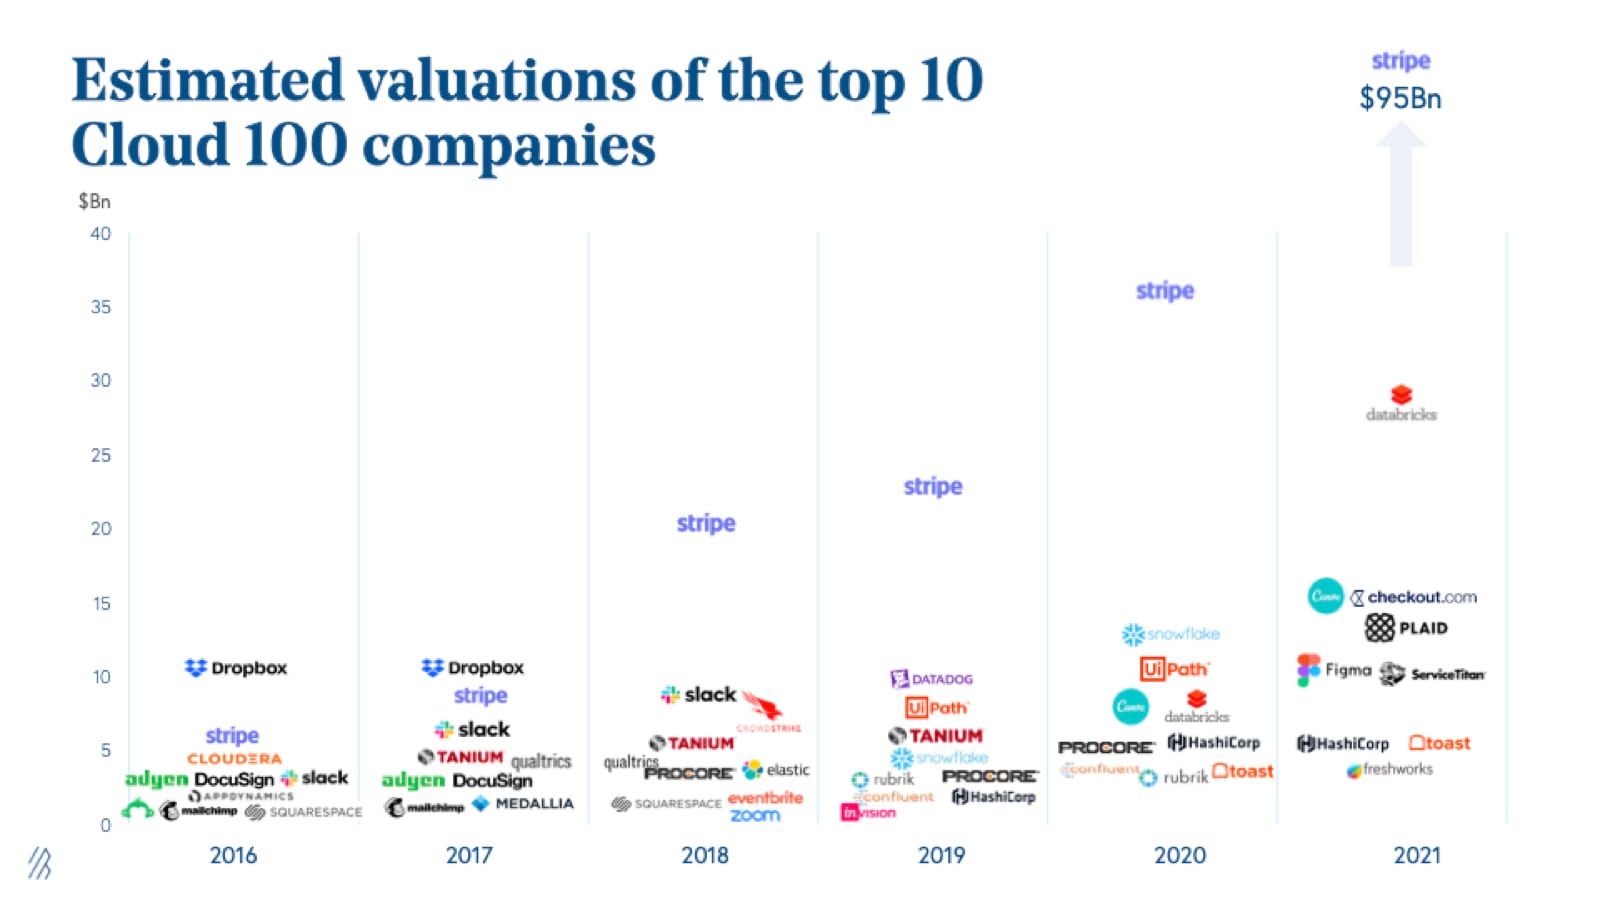 Estimated valuations of the top 10
Cloud 100 companies
stripe
$95Bn
$Bn
40
35
30
25
20
15
10
5
0
Dropbox
stripe
CLOUDERA
adyen DocuSign slack
APPDYNAMICS
mailchimp SQUARESPACE
2016
Dropbox
stripe
slack
TANIUM qualtrics
adyen DocuSign
mailchimp MEDALLIA
2017
stripe
slack
CROWDSTRIKE
TANIUM
qualtrics
PROCORE elastic
SQUARESPACE eventbrite
zoom
2018
stripe
DATADOG
UiPath
TANIUM
snowflake
rubrik PROCORE
confluent HashiCorp
invision
2019
stripe
snowflake
UiPath
Canva
databricks
PROCORE HashiCorp
confluent rubrik toast
2020
databricks
Canva checkout.com
PLAID
Figma ServiceTitan
HashiCorp toast
freshworks
2021